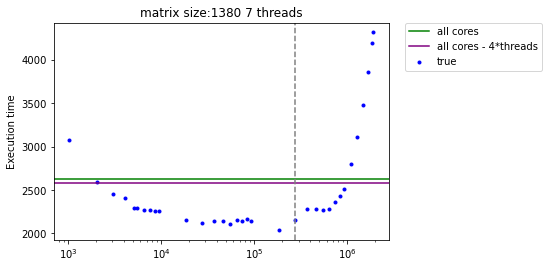 matrix size:1380 7 threads
all cores
all cores - 4*threads
true
Execution time
4000
3500
3000
2500
2000
10³
10⁴
10⁵
10⁶